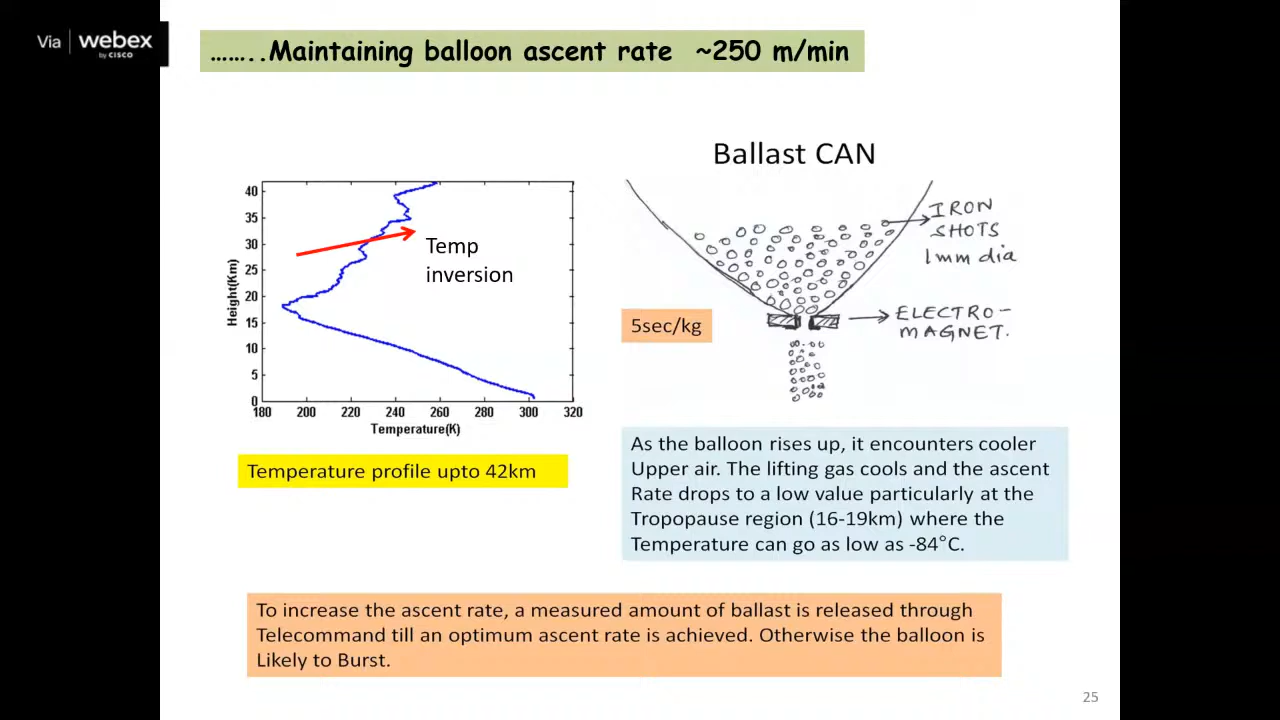 Via webex
by CISCO
……..Maintaining balloon ascent rate ~250 m/min
Ballast CAN
40
35
30
25
20
15
10
5
0
Height(Km)
180 200 220 240 260 280 300 320
Temperature(K)
Temp
inversion
IRON
SHOTS
1mm dia
5sec/kg
ELECTRO-
MAGNET.
Temperature profile upto 42km
As the balloon rises up, it encounters cooler
Upper air. The lifting gas cools and the ascent
Rate drops to a low value particularly at the
Tropopause region (16-19km) where the
Temperature can go as low as -84°C.
To increase the ascent rate, a measured amount of ballast is released through
Telecommand till an optimum ascent rate is achieved. Otherwise the balloon is
Likely to Burst.
25